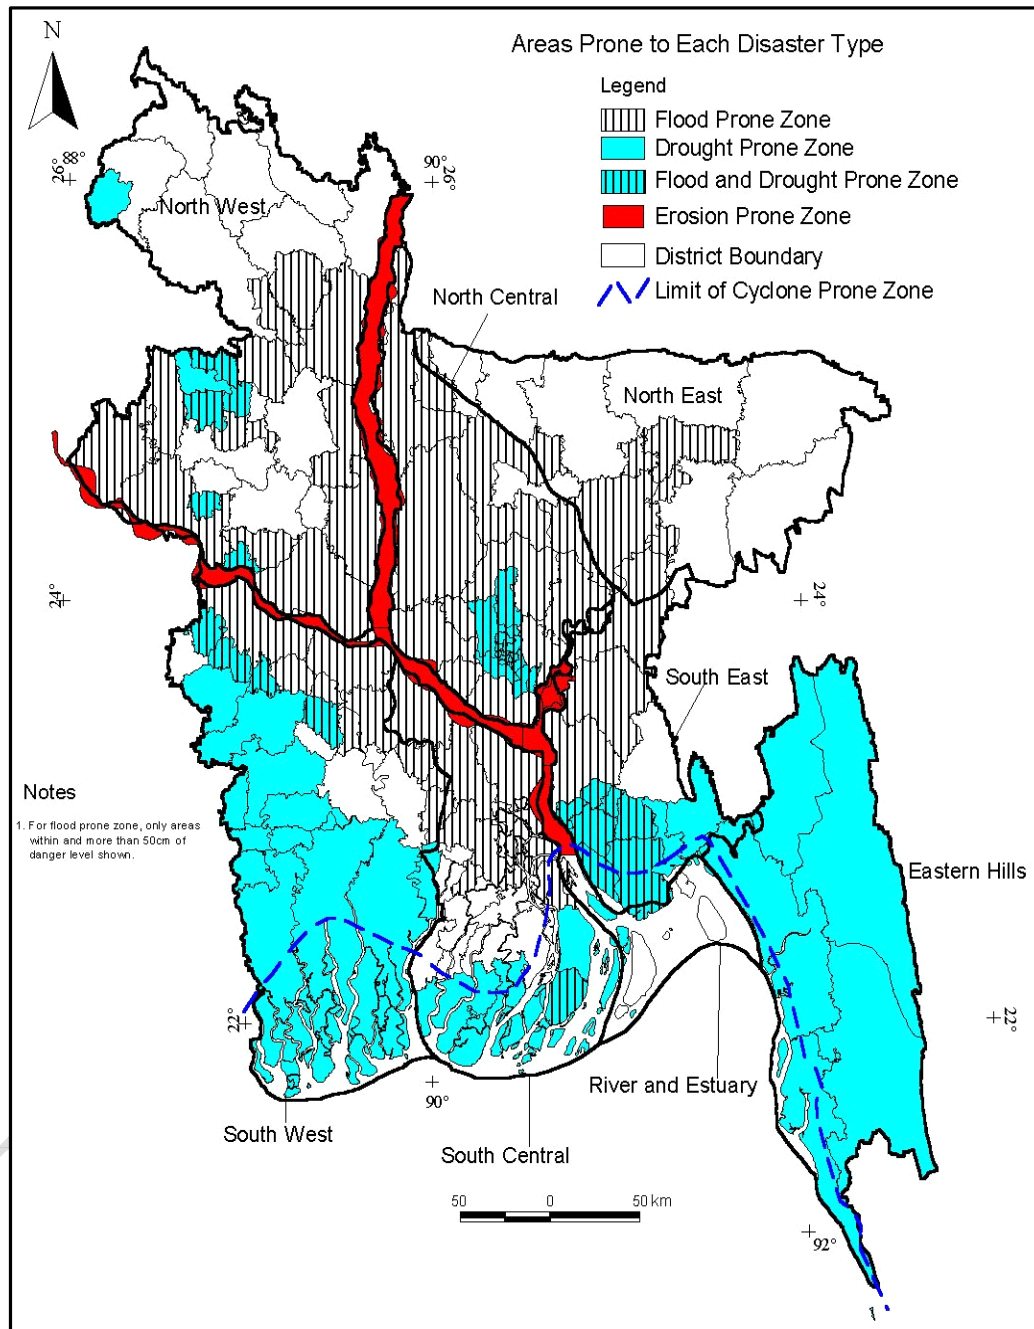 Areas Prone to Each Disaster Type
N
Legend
Flood Prone Zone
Drought Prone Zone
Flood and Drought Prone Zone
Erosion Prone Zone
District Boundary
Limit of Cyclone Prone Zone
88°
26°
90°
26°
North West
North Central
North East
24°
24°
South East
Notes
1. For flood prone zone, only areas
within and more than 50cm of
danger level shown.
Eastern Hills
22°
22°
90°
River and Estuary
South West
South Central
50 0 50 km
92°